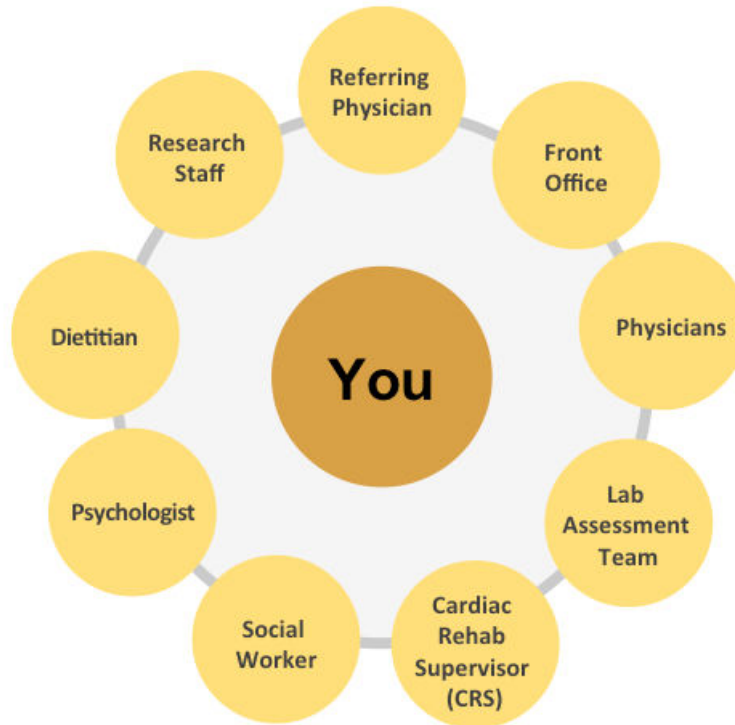 Referring
Physician
Front
Office
Physicians
Lab
Assessment
Team
Cardiac
Rehab
Supervisor
(CRS)
Social
Worker
Psychologist
Dietitian
Research
Staff
You